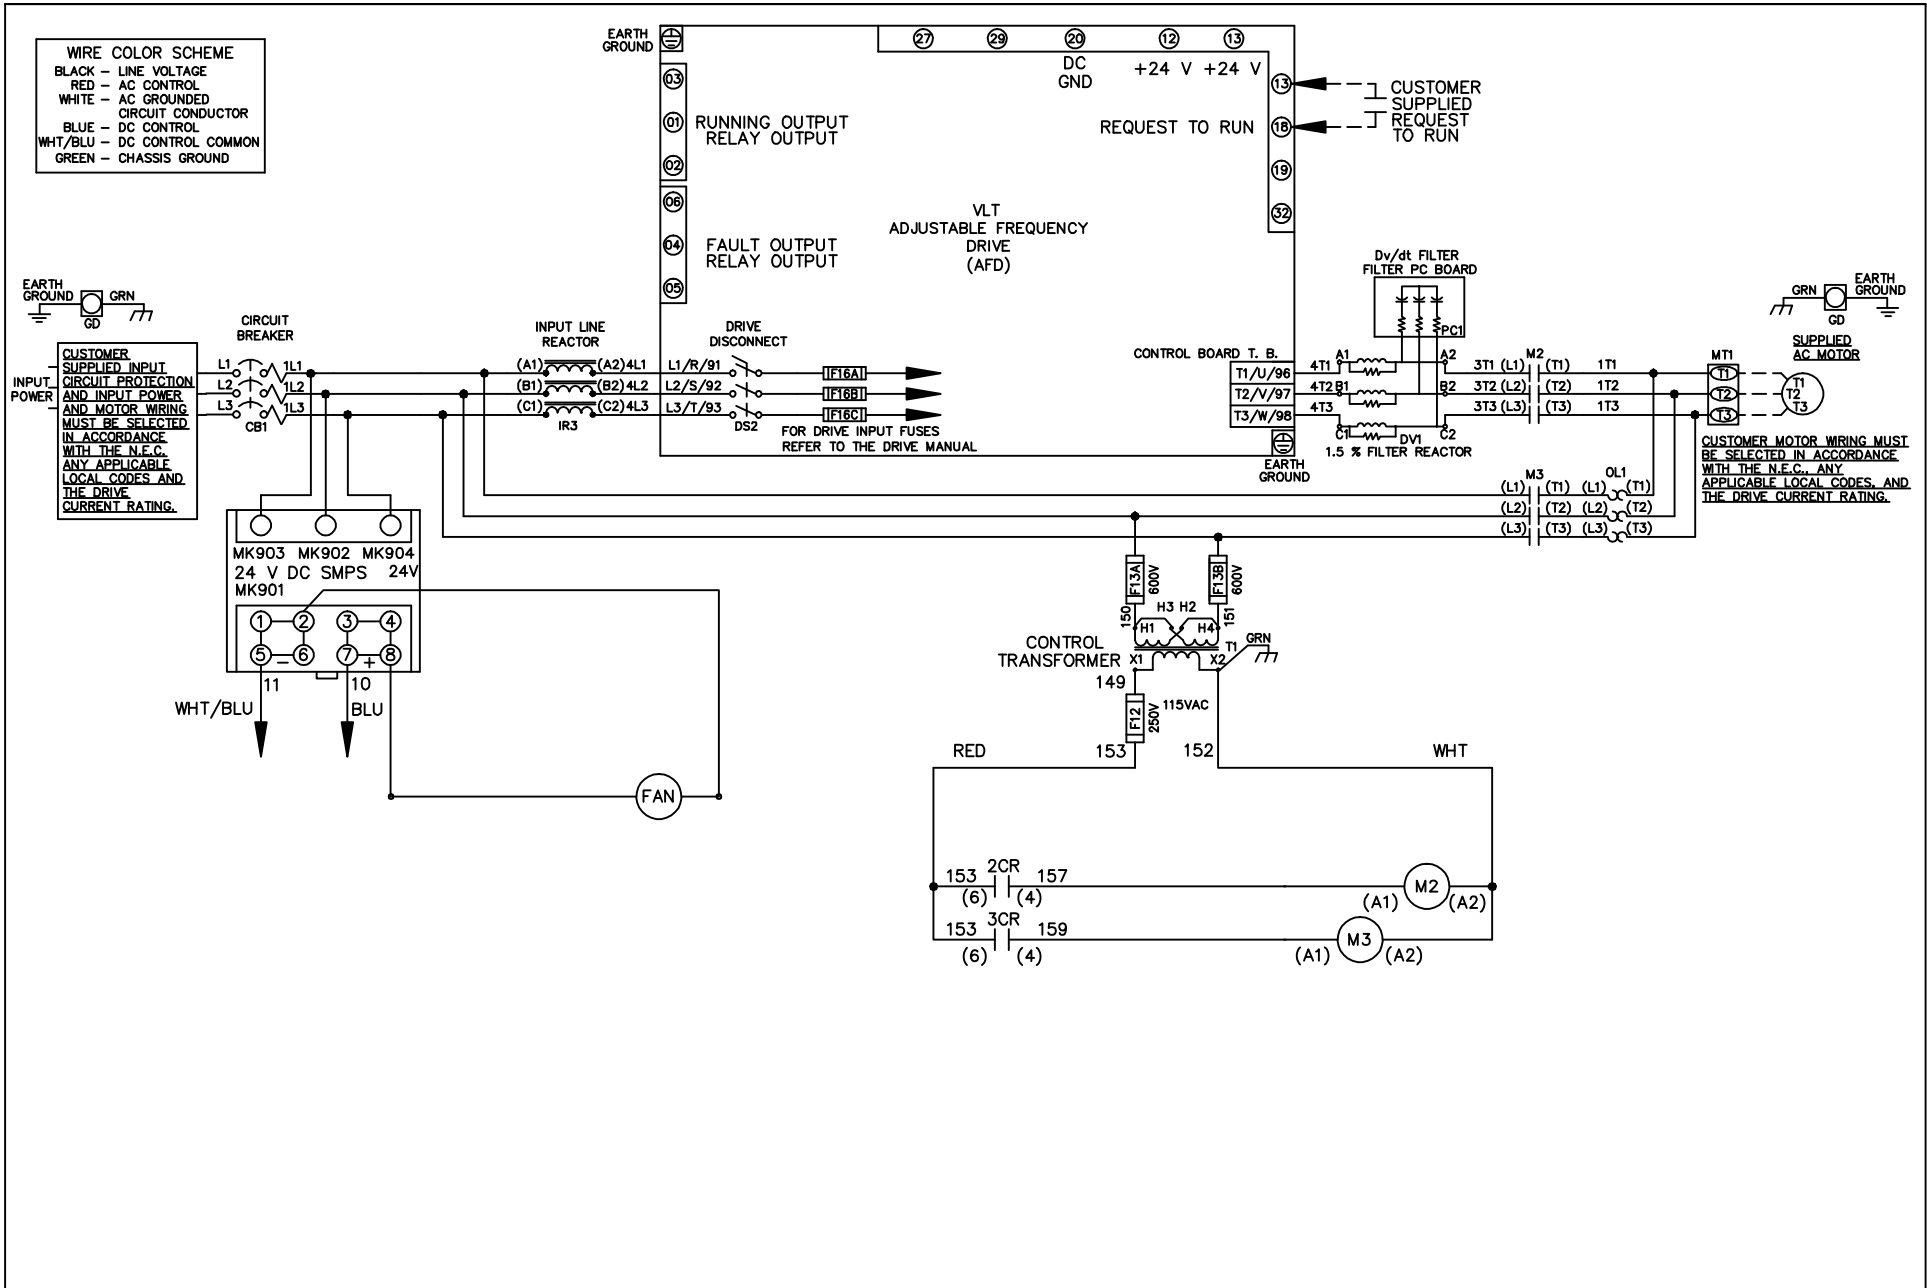 WIRE COLOR SCHEME
BLACK – LINE VOLTAGE
RED – AC CONTROL
WHITE – AC GROUNDED
CIRCUIT CONDUCTOR
BLUE – DC CONTROL
WHT/BLU – DC CONTROL COMMON
GREEN – CHASSIS GROUND
EARTH
GROUND
27 29 20 12 13
DC
GND
+24 V +24 V
03
01
02
RUNNING OUTPUT
RELAY OUTPUT
06
04
05
FAULT OUTPUT
RELAY OUTPUT
VLT
ADJUSTABLE FREQUENCY
DRIVE
(AFD)
REQUEST TO RUN
13
18
19
32
CUSTOMER
SUPPLIED
REQUEST
TO RUN
Dv/dt FILTER
FILTER PC BOARD
PC1
EARTH
GROUND
GRN
GD
INPUT
POWER
CUSTOMER
SUPPLIED INPUT
CIRCUIT PROTECTION
AND INPUT POWER
AND MOTOR WIRING
MUST BE SELECTED
IN ACCORDANCE
WITH THE N.E.C.
ANY APPLICABLE
LOCAL CODES AND
THE DRIVE
CURRENT RATING.
CIRCUIT
BREAKER
L1 1L1
L2 1L2
L3 1L3
CB1
INPUT LINE
REACTOR
(A1) (A2) 4L1
(B1) (B2) 4L2
(C1) (C2) 4L3
IR3
DRIVE
DISCONNECT
L1/R/91
L2/S/92
L3/T/93
DS2
F16A
F16B
F16C
FOR DRIVE INPUT FUSES
REFER TO THE DRIVE MANUAL
CONTROL BOARD T. B.
T1/U/96
T2/V/97
T3/W/98
EARTH
GROUND
4T1 A1 A2
4T2 B1 B2
4T3
C1 C2
DV1
1.5 % FILTER REACTOR
M2
3T1 (L1) (T1) 1T1
3T2 (L2) (T2) 1T2
3T3 (L3) (T3) 1T3
MT1
T1
T2
T3
GRN
EARTH
GROUND
GD
SUPPLIED
AC MOTOR
T1
T2
T3
CUSTOMER MOTOR WIRING MUST
BE SELECTED IN ACCORDANCE
WITH THE N.E.C., ANY
APPLICABLE LOCAL CODES, AND
THE DRIVE CURRENT RATING.
M3 OL1
(L1) (T1) (L1) (T1)
(L2) (T2) (L2) (T2)
(L3) (T3) (L3) (T3)
MK903 MK902 MK904
24 V DC SMPS 24V
MK901
1 2 3 4
5 – 6 7 + 8
11 10
WHT/BLU BLU
FAN
F13A
600V
F13B
600V
150 151
H3 H2
H1 H4
T1 GRN
CONTROL
TRANSFORMER
X1 X2
149
F12
250V
115VAC
RED 153 152 WHT
2CR
153 157
(6) (4)
M2
(A1) (A2)
3CR
153 159
(6) (4)
M3
(A1) (A2)